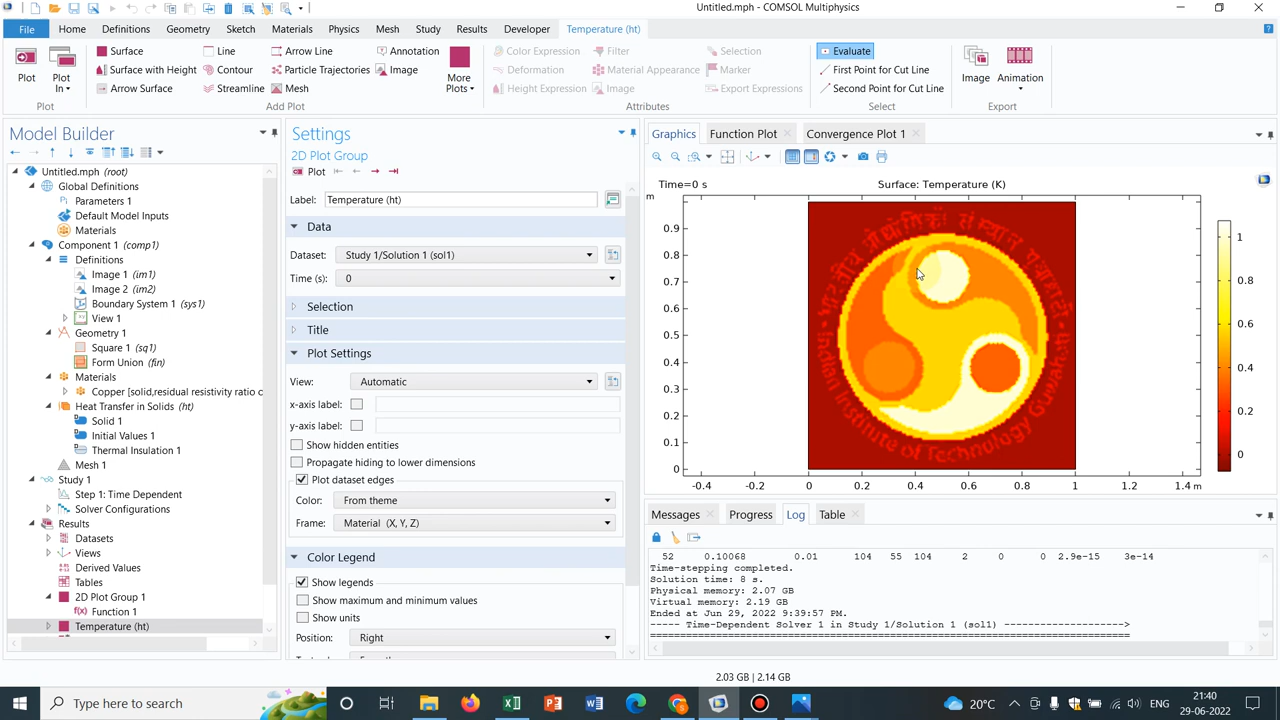 Untitled.mph - COMSOL Multiphysics
File Home Definitions Geometry Sketch Materials Physics Mesh Study Results Developer Temperature (ht)
Surface Line Arrow Line Annotation Color Expression Filter Selection Evaluate
Surface with Height Contour Particle Trajectories Image Deformation Material Appearance Marker First Point for Cut Line
Plot Plot In Arrow Surface Streamline Mesh More Plots Height Expression Image Export Expressions Second Point for Cut Line Image Animation
Plot Add Plot Attributes Select Export
Model Builder
Untitled.mph (root)
Global Definitions
Parameters 1
Default Model Inputs
Materials
Component 1 (comp1)
Definitions
Image 1 (im1)
Image 2 (im2)
Boundary System 1 (sys1)
View 1
Geometry 1
Square 1 (sq1)
Form Union (fin)
Materials
Copper [solid,residual resistivity ratio c
Heat Transfer in Solids (ht)
Solid 1
Initial Values 1
Thermal Insulation 1
Mesh 1
Study 1
Step 1: Time Dependent
Solver Configurations
Results
Datasets
Views
Derived Values
Tables
2D Plot Group 1
Function 1
Temperature (ht)
Settings
2D Plot Group
Plot
Label: Temperature (ht)
Data
Dataset: Study 1/Solution 1 (sol1)
Time (s): 0
Selection
Title
Plot Settings
View: Automatic
x-axis label:
y-axis label:
Show hidden entities
Propagate hiding to lower dimensions
Plot dataset edges
Color: From theme
Frame: Material (X, Y, Z)
Color Legend
Show legends
Show maximum and minimum values
Show units
Position: Right
Graphics Function Plot Convergence Plot 1
Time=0 s Surface: Temperature (K)
m
0.9
0.8
0.7
0.6
0.5
0.4
0.3
0.2
0.1
0
-0.4 -0.2 0 0.2 0.4 0.6 0.8 1 1.2 1.4 m
1
0.8
0.6
0.4
0.2
0
Indian Institute of Technology Guwahati
Messages Progress Log Table
52 0.10068 0.01 104 55 104 2 0 0 2.9e-15 3e-14
Time-stepping completed.
Solution time: 8 s.
Physical memory: 2.07 GB
Virtual memory: 2.19 GB
Ended at Jun 29, 2022 9:39:57 PM.
----- Time-Dependent Solver 1 in Study 1/Solution 1 (sol1) -------------------->
2.03 GB | 2.14 GB
Type here to search
20°C
ENG
21:40
29-06-2022